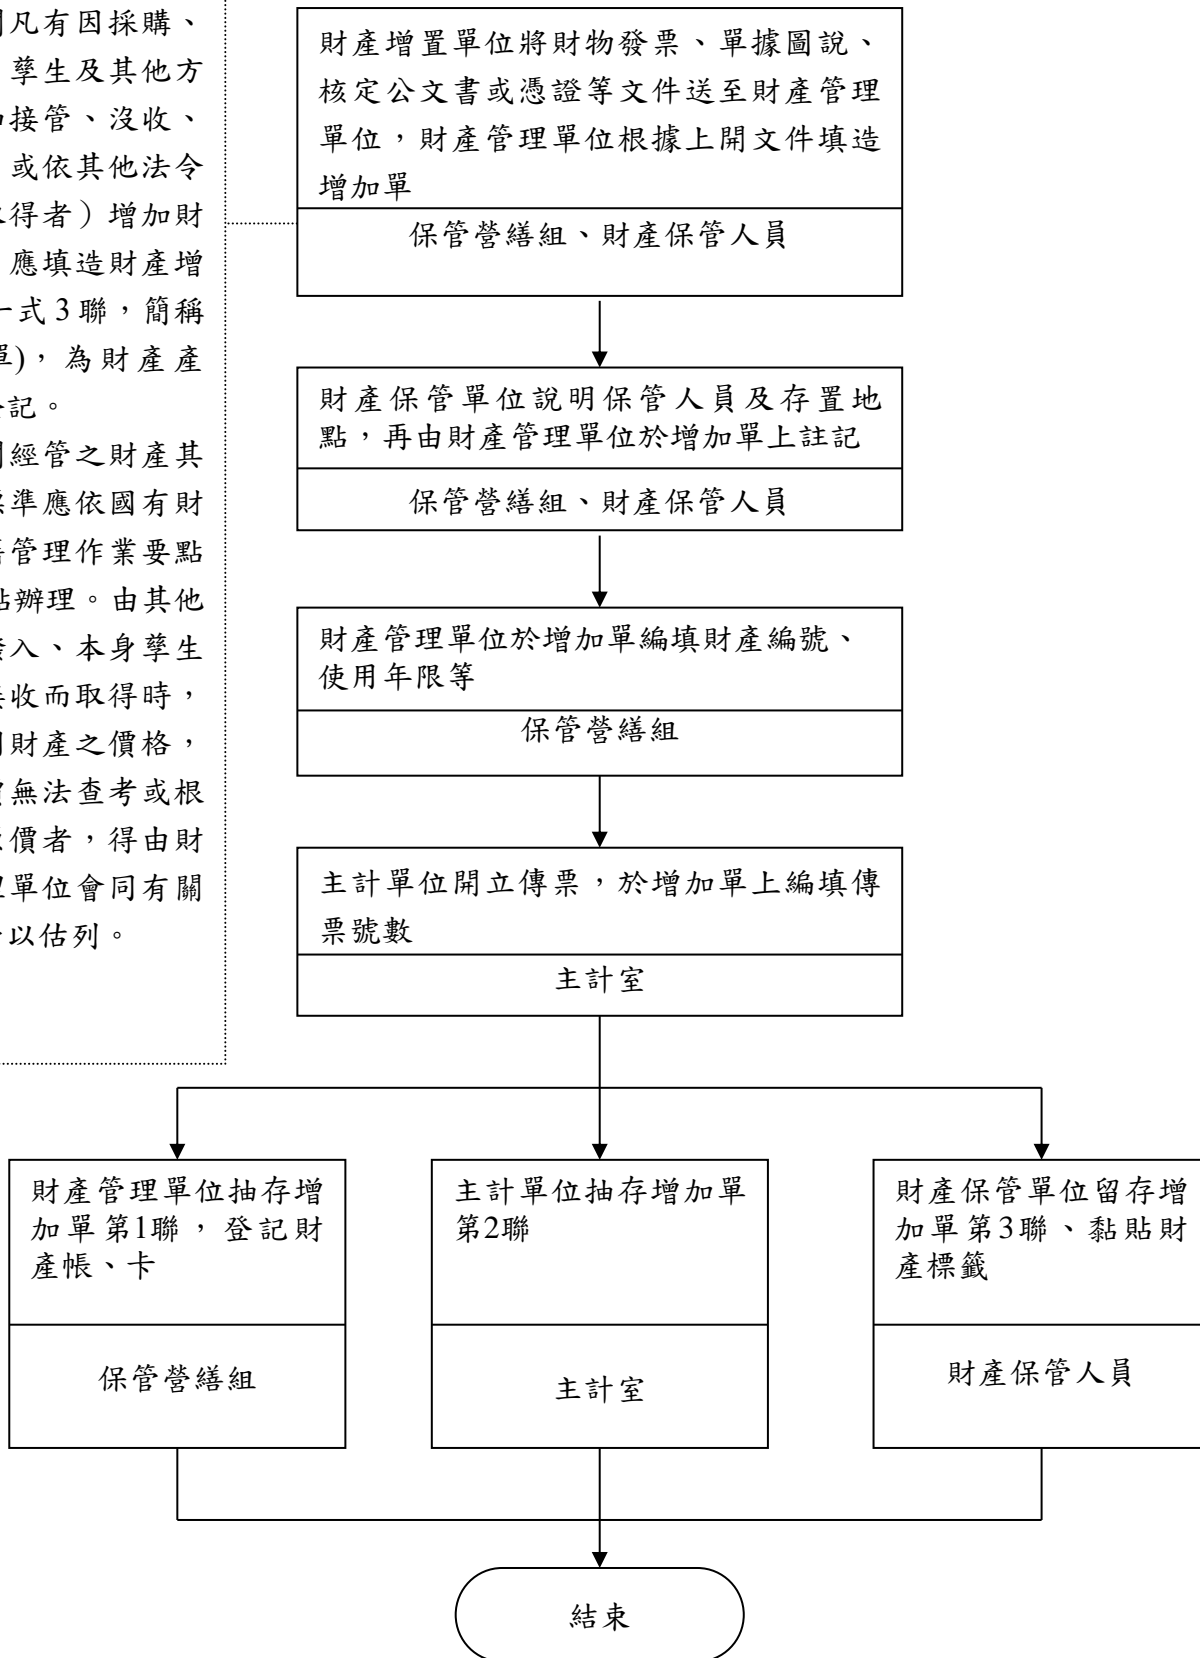 凡有因採購、
孳生及其他方
接管、沒收、
或依其他法令
得者）增加財
應填造財產增
一式3聯，簡稱
單)，為財產產
記。
經管之財產其
準應依國有財
管理作業要點
點辦理。由其他
撥入、本身孳生
接收而取得時，
財產之價格，
無法查考或根
價者，得由財
單位會同有關
以估列。
財產增置單位將財物發票、單據圖說、
核定公文書或憑證等文件送至財產管理
單位，財產管理單位根據上開文件填造
增加單
保管營繕組、財產保管人員
財產保管單位說明保管人員及存置地
點，再由財產管理單位於增加單上註記
保管營繕組、財產保管人員
財產管理單位於增加單編填財產編號、
使用年限等
保管營繕組
主計單位開立傳票，於增加單上編填傳
票號數
主計室
財產管理單位抽存增
加單第1聯，登記財
產帳、卡
保管營繕組
主計單位抽存增加單
第2聯
主計室
財產保管單位留存增
加單第3聯、黏貼財
產標籤
財產保管人員
結束